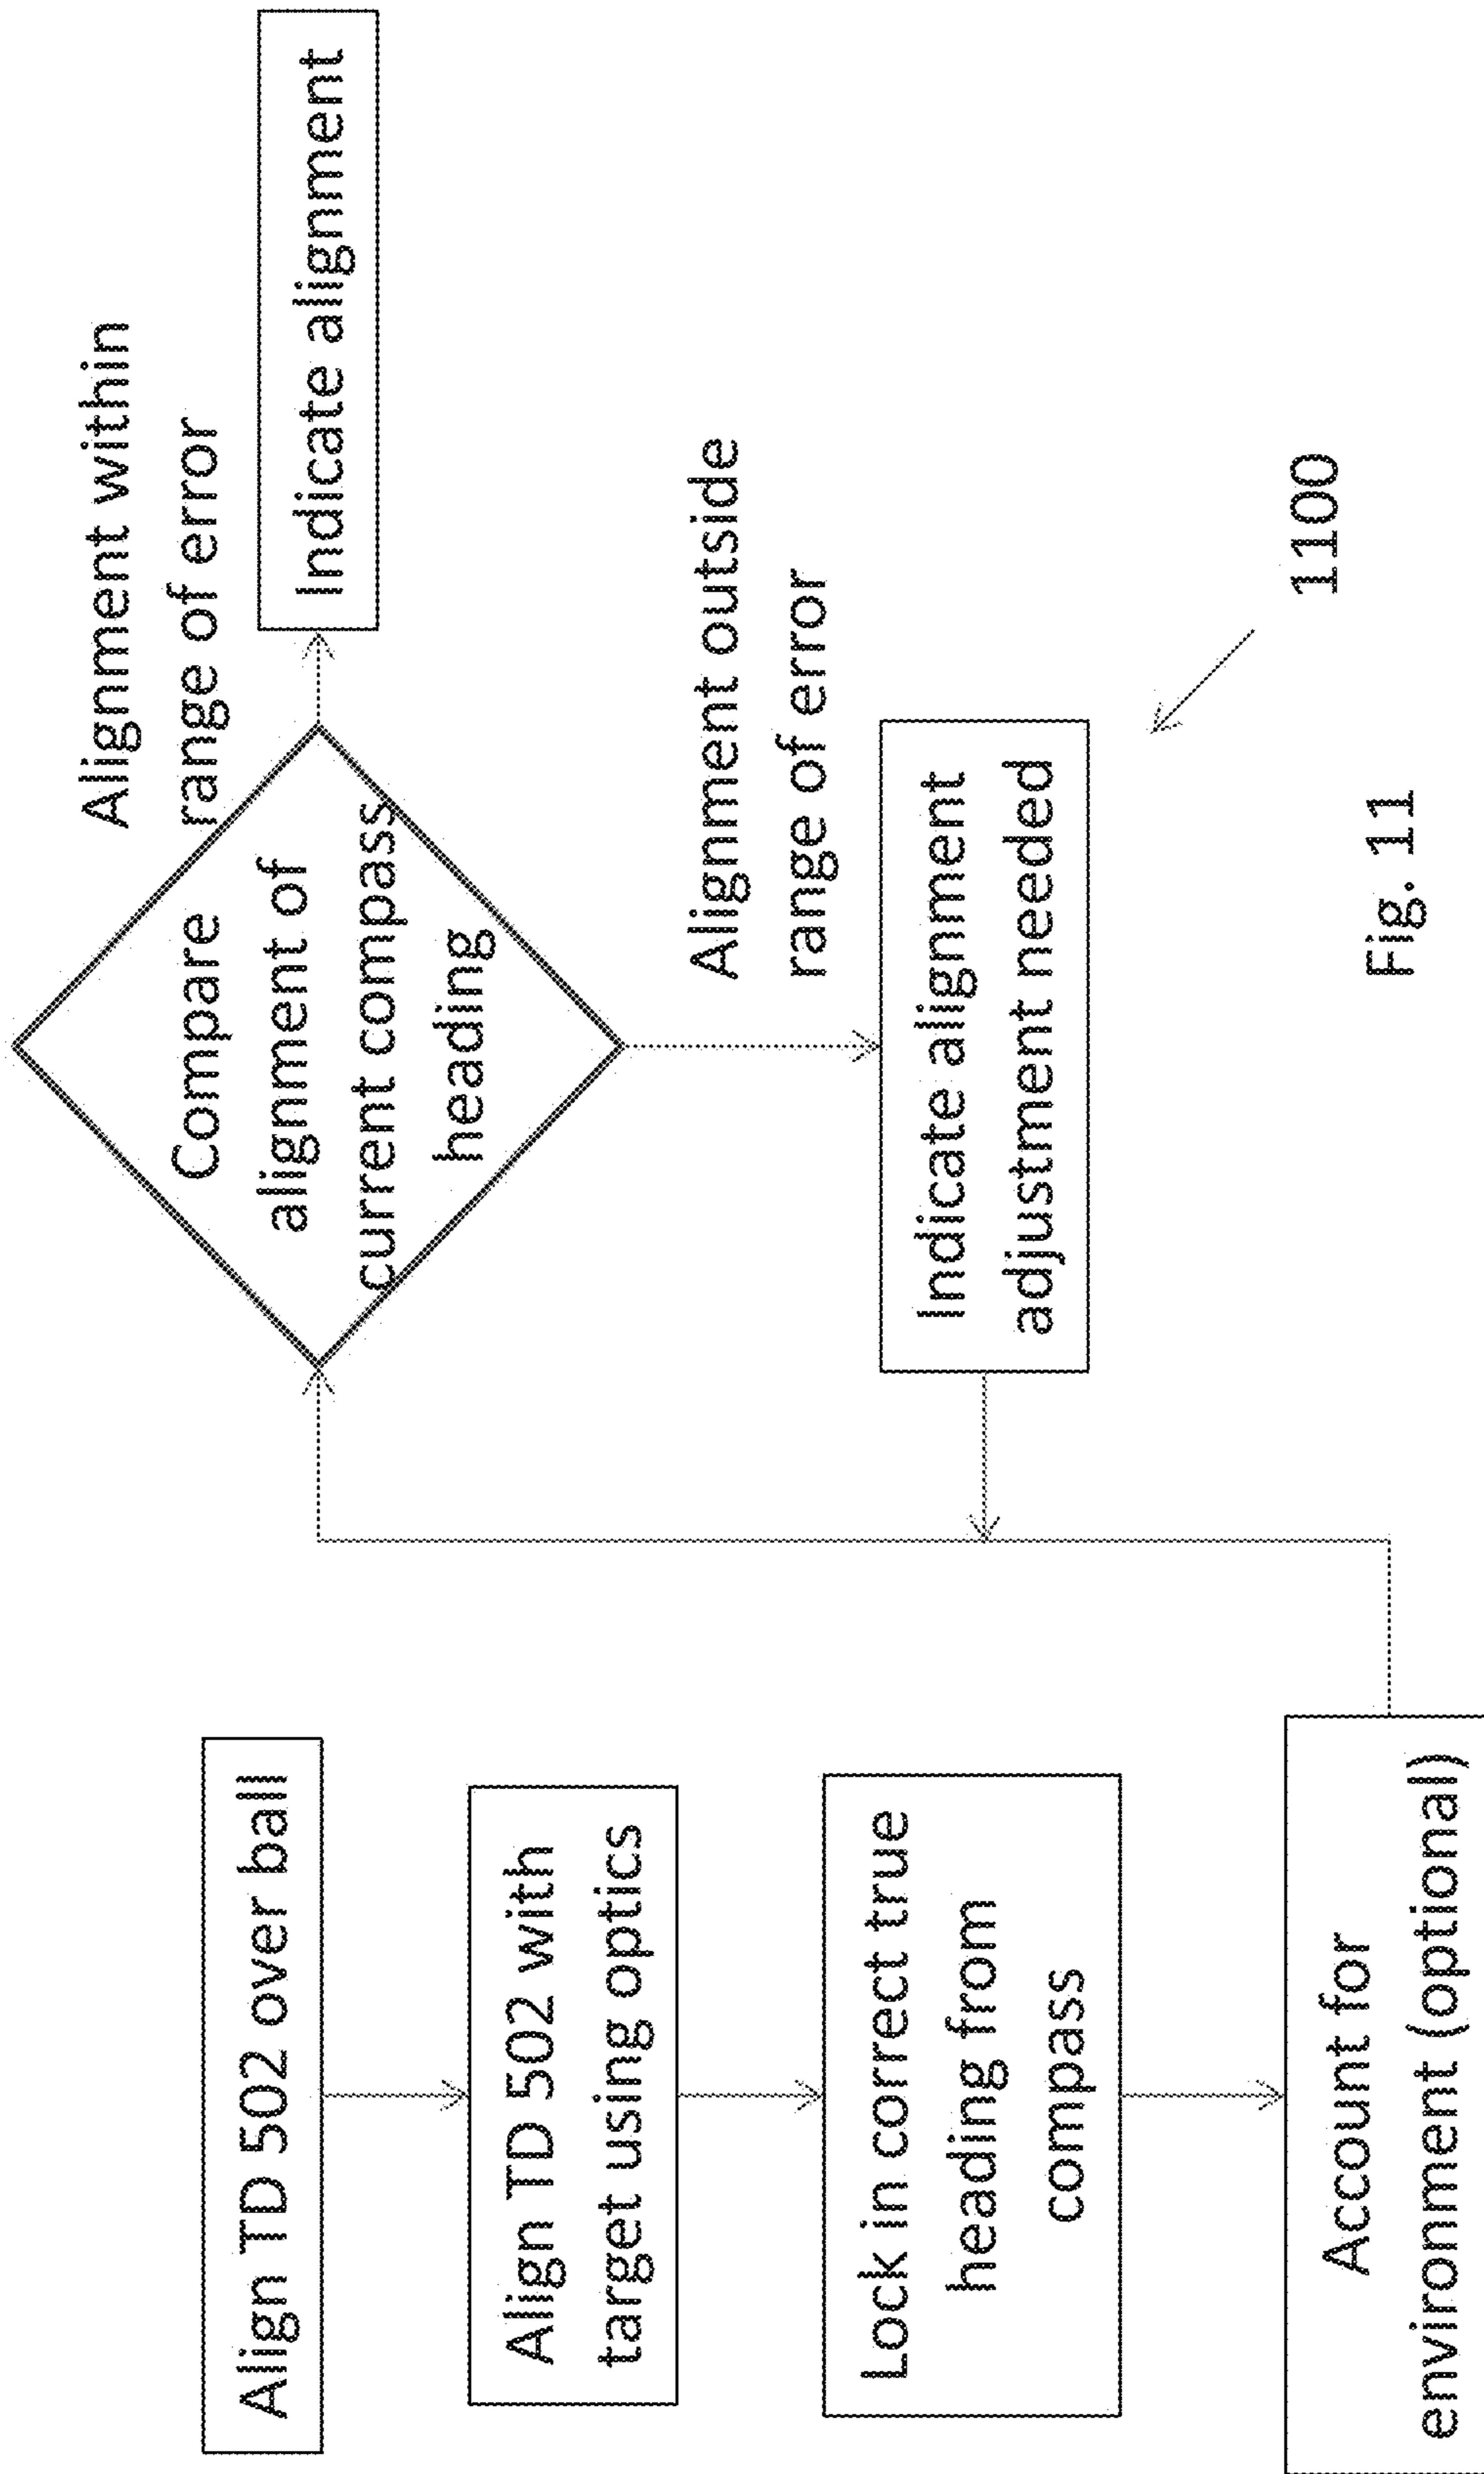 Align TD 502 over ball
Align TD 502 with
target using optics
Lock in correct true
heading from
compass
Account for
environment (optional)
Compare
alignment of
current compass
heading
Alignment within
range of error
Indicate alignment
Alignment outside
range of error
Indicate alignment
adjustment needed
1100
Fig. 11